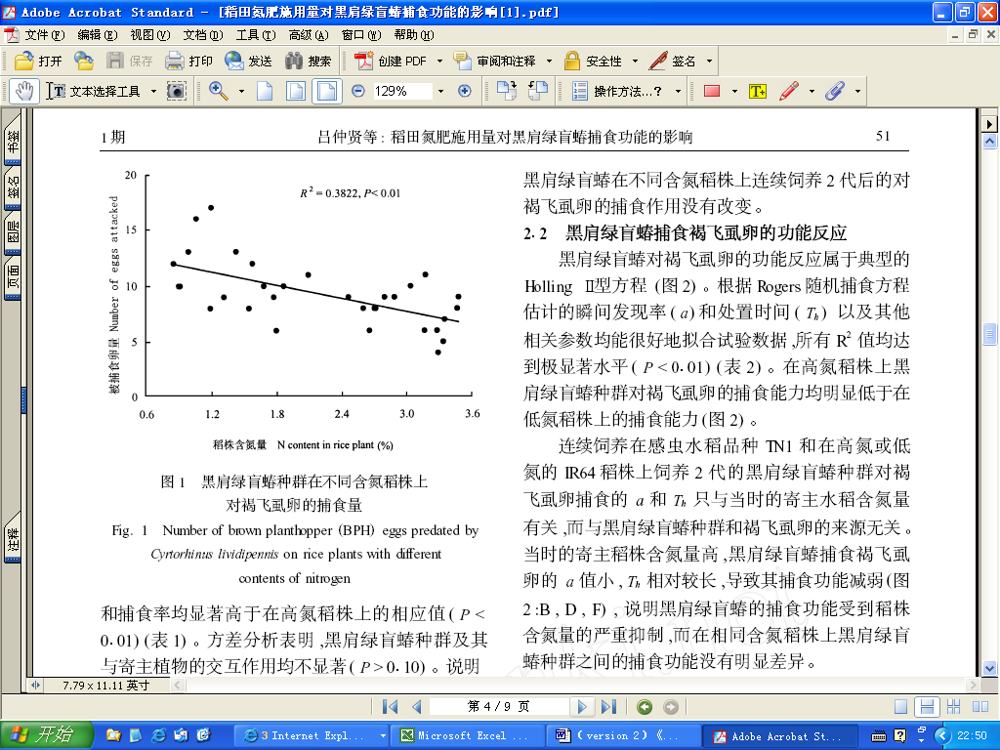 Adobe Acrobat Standard - [稻田氮肥施用量对黑肩绿盲蝽捕食功能的影响[1].pdf]
文件(F) 编辑(E) 视图(V) 文档(D) 工具(T) 高级(A) 窗口(W) 帮助(H)
打开 保存 打印 发送 搜索 创建 PDF 审阅和注释 安全性 签名
文本选择工具 129% 操作方法...? T+
书签
签名
图层
页面
注释
1 期 吕仲贤等：稻田氮肥施用量对黑肩绿盲蝽捕食功能的影响 51
R² = 0.3822, P< 0.01
被捕食卵量 Number of eggs attacked
20
15
10
5
0
0.6 1.2 1.8 2.4 3.0 3.6
稻株含氮量 N content in rice plant (%)
图 1 黑肩绿盲蝽种群在不同含氮稻株上
对褐飞虱卵的捕食量
Fig. 1 Number of brown planthopper (BPH) eggs predated by
Cyrtorhinus lividipennis on rice plants with different
contents of nitrogen
和捕食率均显著高于在高氮稻株上的相应值 ( P <
0.01) (表 1) 。方差分析表明 ,黑肩绿盲蝽种群及其
与寄主植物的交互作用均不显著 ( P > 0.10) 。说明
黑肩绿盲蝽在不同含氮稻株上连续饲养 2 代后的对
褐飞虱卵的捕食作用没有改变。
2.2 黑肩绿盲蝽捕食褐飞虱卵的功能反应
黑肩绿盲蝽对褐飞虱卵的功能反应属于典型的
Holling Ⅱ型方程 (图 2) 。根据 Rogers 随机捕食方程
估计的瞬间发现率 ( a) 和处置时间 ( Th) 以及其他
相关参数均能很好地拟合试验数据 ,所有 R² 值均达
到极显著水平 ( P < 0.01) (表 2) 。在高氮稻株上黑
肩绿盲蝽种群对褐飞虱卵的捕食能力均明显低于在
低氮稻株上的捕食能力 (图 2) 。
连续饲养在感虫水稻品种 TN1 和在高氮或低
氮的 IR64 稻株上饲养 2 代的黑肩绿盲蝽种群对褐
飞虱卵捕食的 a 和 Th 只与当时的寄主水稻含氮量
有关 ,而与黑肩绿盲蝽种群和褐飞虱卵的来源无关。
当时的寄主稻株含氮量高 ,黑肩绿盲蝽捕食褐飞虱
卵的 a 值小 , Th 相对较长 ,导致其捕食功能减弱 (图
2 :B , D , F) , 说明黑肩绿盲蝽的捕食功能受到稻株
含氮量的严重抑制 ,而在相同含氮稻株上黑肩绿盲
蝽种群之间的捕食功能没有明显差异。
7.79 x 11.11 英寸
第 4 / 9 页
开始 3 Internet Expl... Microsoft Excel ... (version 2)《... Adobe Acrobat St... 22:50